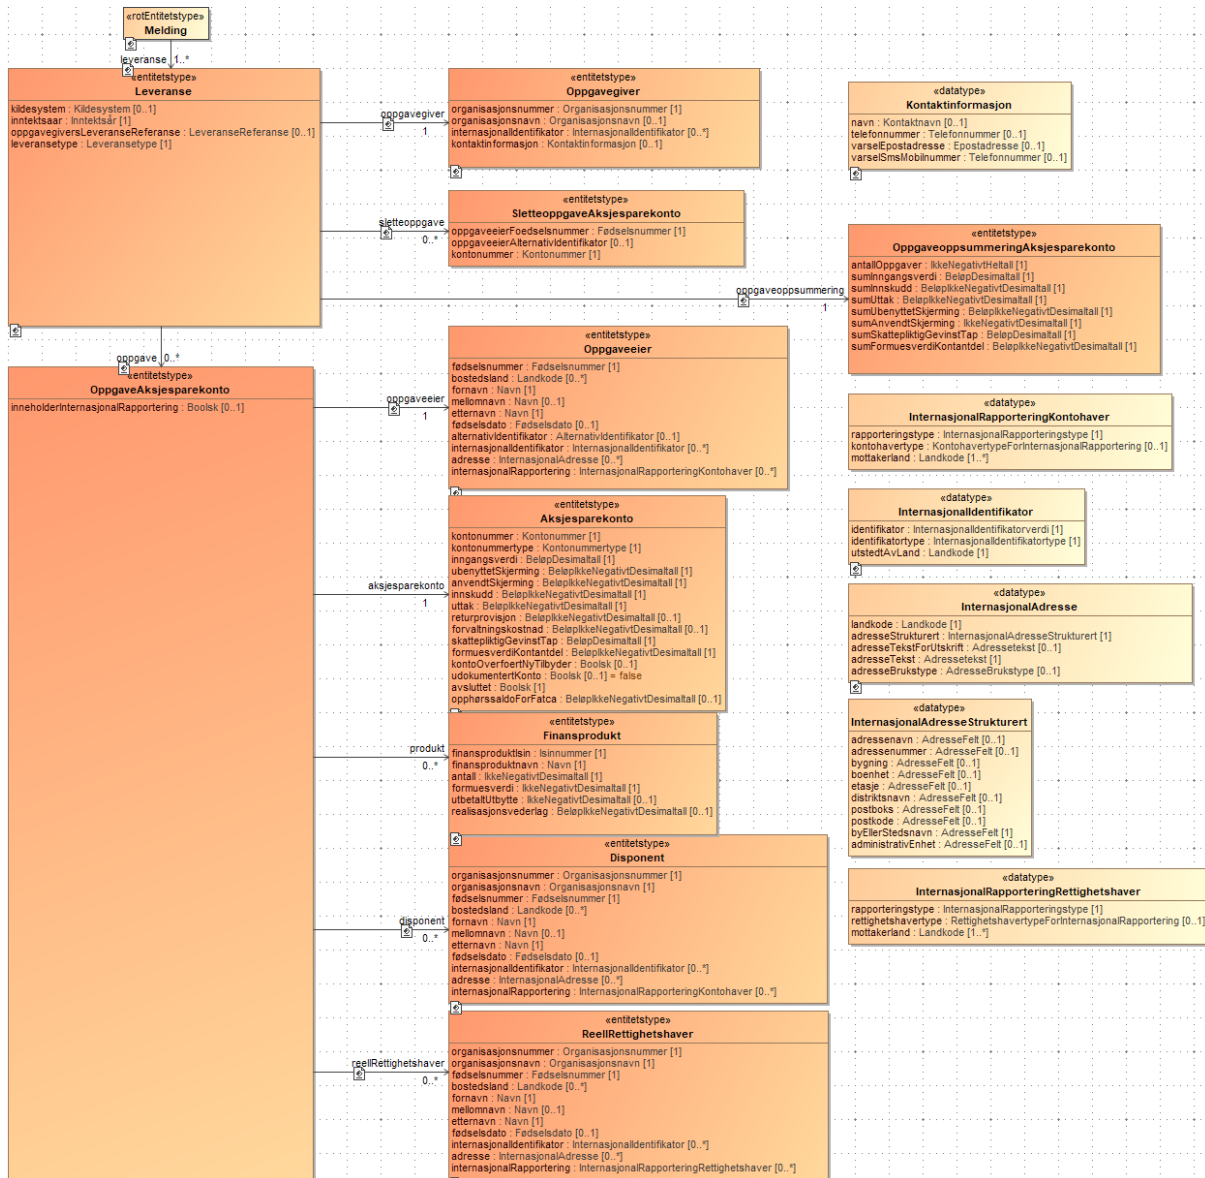 «rotEntitetstype»
Melding
leveranse 1..*
«entitetstype»
Leveranse
kildesystem : Kildesystem [0..1]
inntektsaar : Inntektsår [1]
oppgavegiversLeveranseReferanse : LeveranseReferanse [0..1]
leveransetype : Leveransetype [1]
oppgavegiver
1
«entitetstype»
Oppgavegiver
organisasjonsnummer : Organisasjonsnummer [1]
organisasjonsnavn : Organisasjonsnavn [0..1]
internasjonalIdentifikator : InternasjonalIdentifikator [0..*]
kontaktinformasjon : Kontaktinformasjon [0..1]
«datatype»
Kontaktinformasjon
navn : Kontaktnavn [0..1]
telefonnummer : Telefonnummer [0..1]
varselEpostadresse : Epostadresse [0..1]
varselSmsMobilnummer : Telefonnummer [0..1]
sletteoppgave
0..*
«entitetstype»
SletteoppgaveAksjesparekonto
oppgaveeierFoedselsnummer : Fødselsnummer [1]
oppgaveeierAlternativIdentifikator [0..1]
kontonummer : Kontonummer [1]
oppgaveoppsummering
1
«entitetstype»
OppgaveoppsummeringAksjesparekonto
antallOppgaver : IkkeNegativtHeltall [1]
sumInngangsverdi : BeløpDesimaltall [1]
sumInnskudd : BeløpIkkeNegativtDesimaltall [1]
sumUttak : BeløpIkkeNegativtDesimaltall [1]
sumUbenyttetSkjerming : BeløpIkkeNegativtDesimaltall [1]
sumAnvendtSkjerming : IkkeNegativtDesimaltall [1]
sumSkattepliktigGevinstTap : BeløpDesimaltall [1]
sumFormuesverdiKontantdel : BeløpIkkeNegativtDesimaltall [1]
oppgave 0..*
«entitetstype»
OppgaveAksjesparekonto
inneholderInternasjonalRapportering : Boolsk [0..1]
oppgaveeier
1
«entitetstype»
Oppgaveeier
fødselsnummer : Fødselsnummer [1]
bostedsland : Landkode [0..*]
fornavn : Navn [1]
mellomnavn : Navn [0..1]
etternavn : Navn [1]
fødselsdato : Fødselsdato [0..1]
alternativIdentifikator : AlternativIdentifikator [0..1]
internasjonalIdentifikator : InternasjonalIdentifikator [0..*]
adresse : InternasjonalAdresse [0..*]
internasjonalRapportering : InternasjonalRapporteringKontohaver [0..*]
«datatype»
InternasjonalRapporteringKontohaver
rapporteringstype : InternasjonalRapporteringstype [1]
kontohavertype : KontohavertypeForInternasjonalRapportering [0..1]
mottakerland : Landkode [1..*]
aksjesparekonto
1
«entitetstype»
Aksjesparekonto
kontonummer : Kontonummer [1]
kontonummertype : Kontonummertype [1]
inngangsverdi : BeløpDesimaltall [1]
ubenyttetSkjerming : BeløpIkkeNegativtDesimaltall [1]
anvendtSkjerming : BeløpIkkeNegativtDesimaltall [1]
innskudd : BeløpIkkeNegativtDesimaltall [1]
uttak : BeløpIkkeNegativtDesimaltall [1]
returprovisjon : BeløpIkkeNegativtDesimaltall [0..1]
forvaltningskostnad : BeløpIkkeNegativtDesimaltall [0..1]
skattepliktigGevinstTap : BeløpDesimaltall [1]
formuesverdiKontantdel : BeløpIkkeNegativtDesimaltall [1]
kontoOverfoertNyTilbyder : Boolsk [0..1]
udokumentertKonto : Boolsk [0..1] = false
avsluttet : Boolsk [1]
opphørssaldoForFatca : BeløpIkkeNegativtDesimaltall [0..1]
«datatype»
InternasjonalIdentifikator
identifikator : InternasjonalIdentifikatorverdi [1]
identifikatortype : InternasjonalIdentifikatortype [1]
utstedtAvLand : Landkode [1]
«datatype»
InternasjonalAdresse
landkode : Landkode [1]
adresseStrukturert : InternasjonalAdresseStrukturert [1]
adresseTekstForUtskrift : Adressetekst [0..1]
adresseTekst : Adressetekst [1]
adresseBrukstype : AdresseBrukstype [0..1]
produkt
0..*
«entitetstype»
Finansprodukt
finansproduktIsin : Isinnummer [1]
finansproduktnavn : Navn [1]
antall : IkkeNegativtDesimaltall [1]
formuesverdi : IkkeNegativtDesimaltall [1]
utbetaltUtbytte : IkkeNegativtDesimaltall [0..1]
realisasjonsvederlag : BeløpIkkeNegativtDesimaltall [0..1]
«datatype»
InternasjonalAdresseStrukturert
adressenavn : AdresseFelt [0..1]
adressenummer : AdresseFelt [0..1]
bygning : AdresseFelt [0..1]
boenhet : AdresseFelt [0..1]
etasje : AdresseFelt [0..1]
distriktsnavn : AdresseFelt [0..1]
postboks : AdresseFelt [0..1]
postkode : AdresseFelt [0..1]
byEllerStedsnavn : AdresseFelt [1]
administrativEnhet : AdresseFelt [0..1]
disponent
0..*
«entitetstype»
Disponent
organisasjonsnummer : Organisasjonsnummer [1]
organisasjonsnavn : Organisasjonsnavn [1]
fødselsnummer : Fødselsnummer [1]
bostedsland : Landkode [0..*]
fornavn : Navn [1]
mellomnavn : Navn [0..1]
etternavn : Navn [1]
fødselsdato : Fødselsdato [0..1]
internasjonalIdentifikator : InternasjonalIdentifikator [0..*]
adresse : InternasjonalAdresse [0..*]
internasjonalRapportering : InternasjonalRapporteringKontohaver [0..*]
«datatype»
InternasjonalRapporteringRettighetshaver
rapporteringstype : InternasjonalRapporteringstype [1]
rettighetshavertype : RettighetshavertypeForInternasjonalRapportering [0..1]
mottakerland : Landkode [1..*]
reellRettighetshaver
0..*
«entitetstype»
ReellRettighetshaver
organisasjonsnummer : Organisasjonsnummer [1]
organisasjonsnavn : Organisasjonsnavn [1]
fødselsnummer : Fødselsnummer [1]
bostedsland : Landkode [0..*]
fornavn : Navn [1]
mellomnavn : Navn [0..1]
etternavn : Navn [1]
fødselsdato : Fødselsdato [0..1]
internasjonalIdentifikator : InternasjonalIdentifikator [0..*]
adresse : InternasjonalAdresse [0..*]
internasjonalRapportering : InternasjonalRapporteringRettighetshaver [0..*]